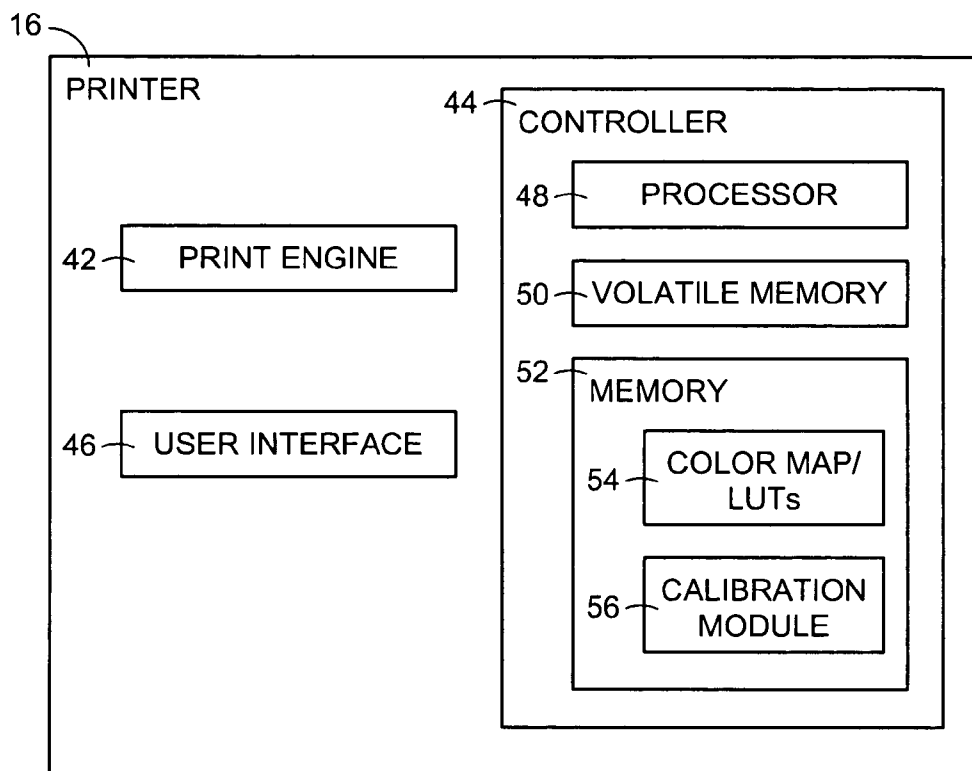 16
PRINTER
44
CONTROLLER
48
PROCESSOR
42
PRINT ENGINE
50
VOLATILE MEMORY
52
MEMORY
46
USER INTERFACE
54
COLOR MAP/
LUTs
56
CALIBRATION
MODULE